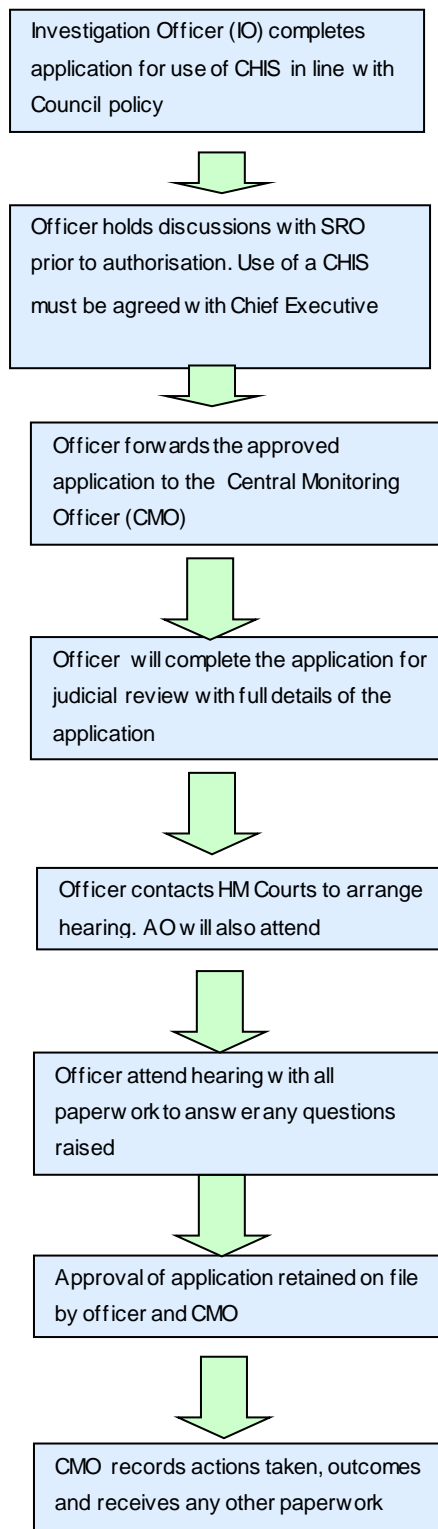 Investigation Officer (IO) completes
application for use of CHIS in line with
Council policy
Officer holds discussions with SRO
prior to authorisation. Use of a CHIS
must be agreed with Chief Executive
Officer forwards the approved
application to the Central Monitoring
Officer (CMO)
Officer will complete the application for
judicial review with full details of the
application
Officer contacts HM Courts to arrange
hearing. AO will also attend
Officer attend hearing with all
paperwork to answer any questions
raised
Approval of application retained on file
by officer and CMO
CMO records actions taken, outcomes
and receives any other paperwork